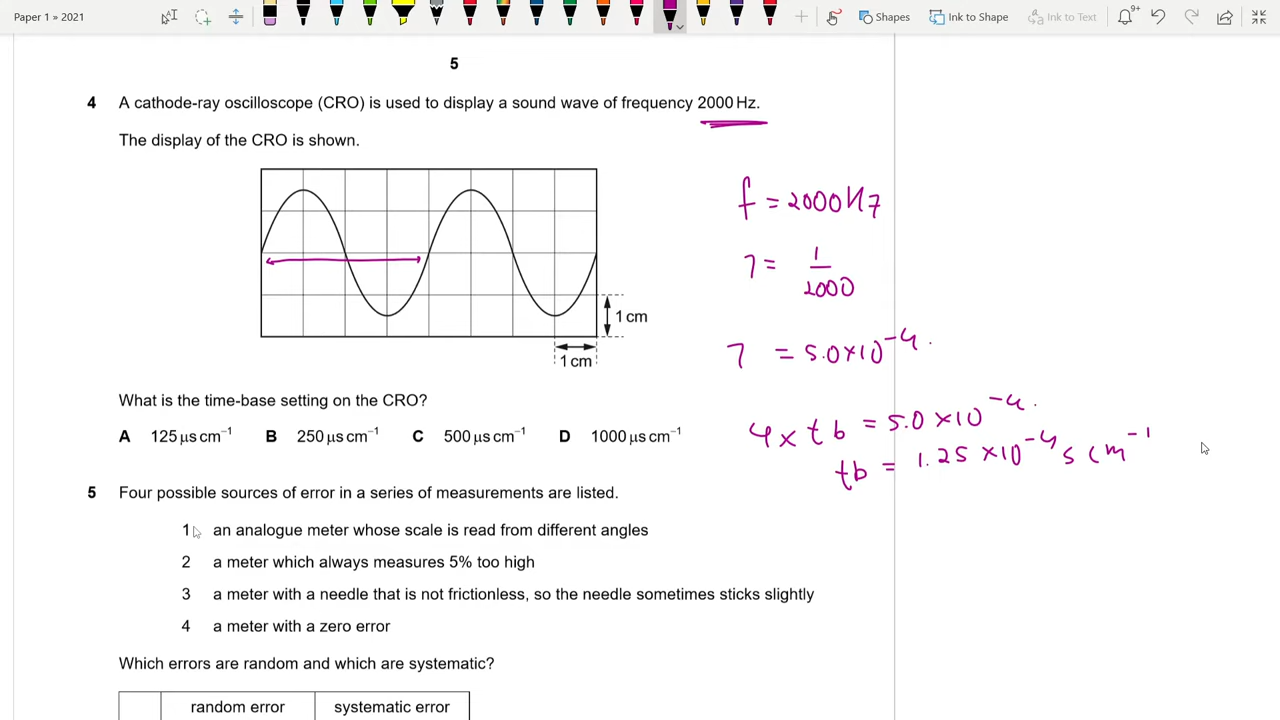 Paper 1 » 2021
Shapes
Ink to Shape
Ink to Text
9+
5
4 A cathode-ray oscilloscope (CRO) is used to display a sound wave of frequency 2000 Hz.
The display of the CRO is shown.
f = 2000Hz
T = 1/2000
1 cm
T = 5.0×10⁻⁴.
1 cm
What is the time-base setting on the CRO?
A 125 µs cm⁻¹ B 250 µs cm⁻¹ C 500 µs cm⁻¹ D 1000 µs cm⁻¹
4 × tb = 5.0 ×10⁻⁴.
tb = 1.25 ×10⁻⁴ s cm⁻¹
5 Four possible sources of error in a series of measurements are listed.
1 an analogue meter whose scale is read from different angles
2 a meter which always measures 5% too high
3 a meter with a needle that is not frictionless, so the needle sometimes sticks slightly
4 a meter with a zero error
Which errors are random and which are systematic?
random error systematic error